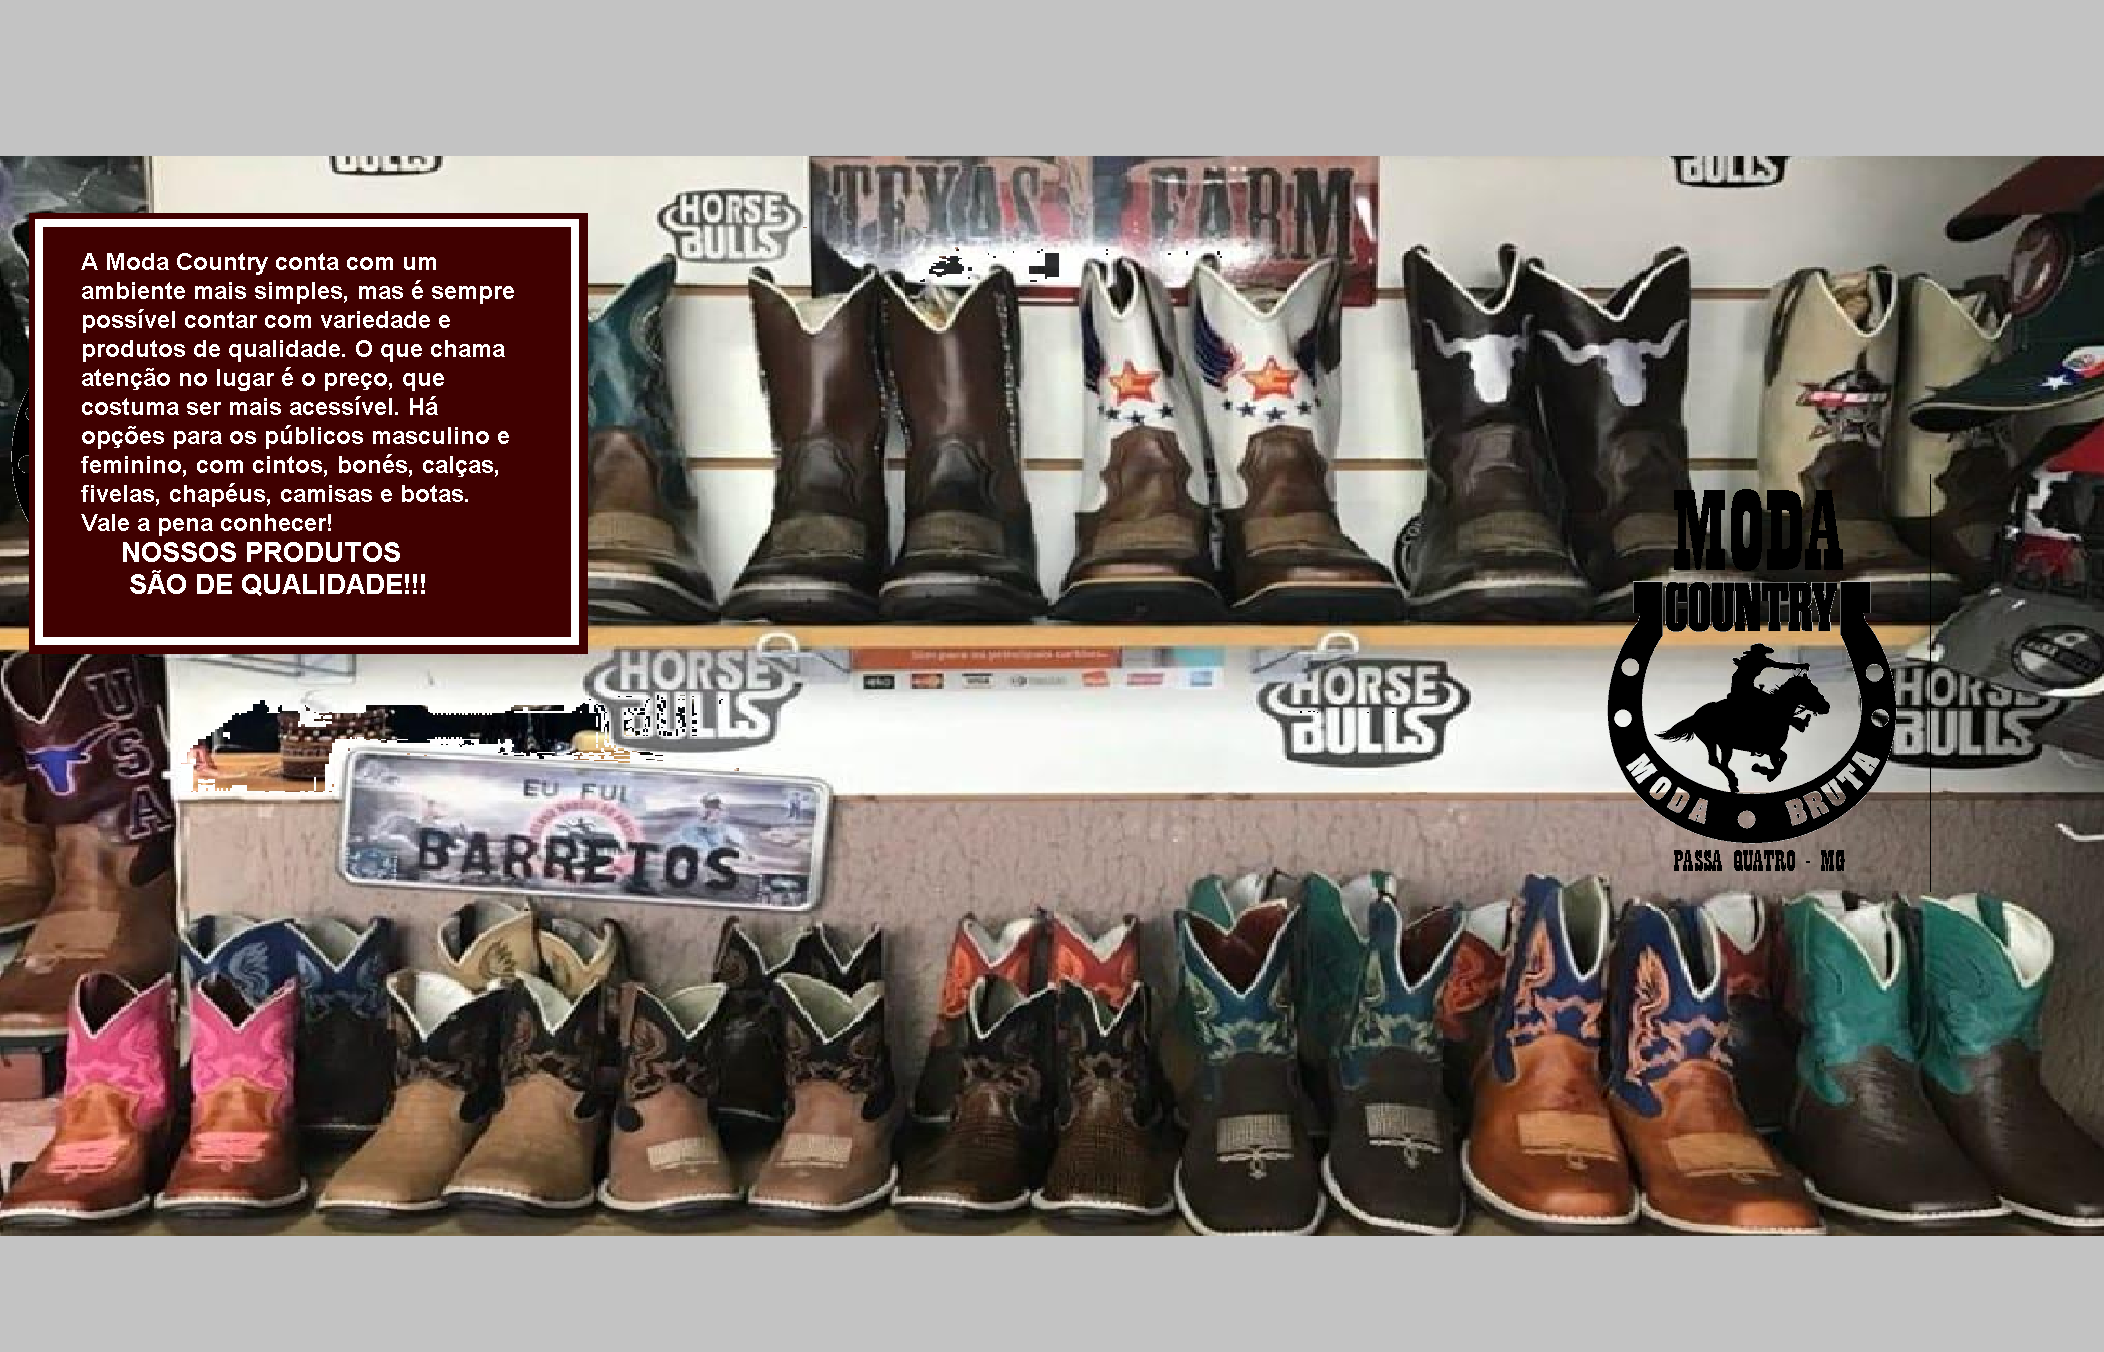 BULLS
BULLS
HORSE
BULLS
TEXAS FARM
A Moda Country conta com um
ambiente mais simples, mas é sempre
possível contar com variedade e
produtos de qualidade. O que chama
atenção no lugar é o preço, que
costuma ser mais acessível. Há
opções para os públicos masculino e
feminino, com cintos, bonés, calças,
fivelas, chapéus, camisas e botas.
Vale a pena conhecer!
NOSSOS PRODUTOS
SÃO DE QUALIDADE!!!
MODA
COUNTRY
MODA BRUTA
PASSA QUATRO - MG
HORSE
BULLS
HORSE
BULLS
HORSE
BULLS
USA
EU FUI
BARRETOS